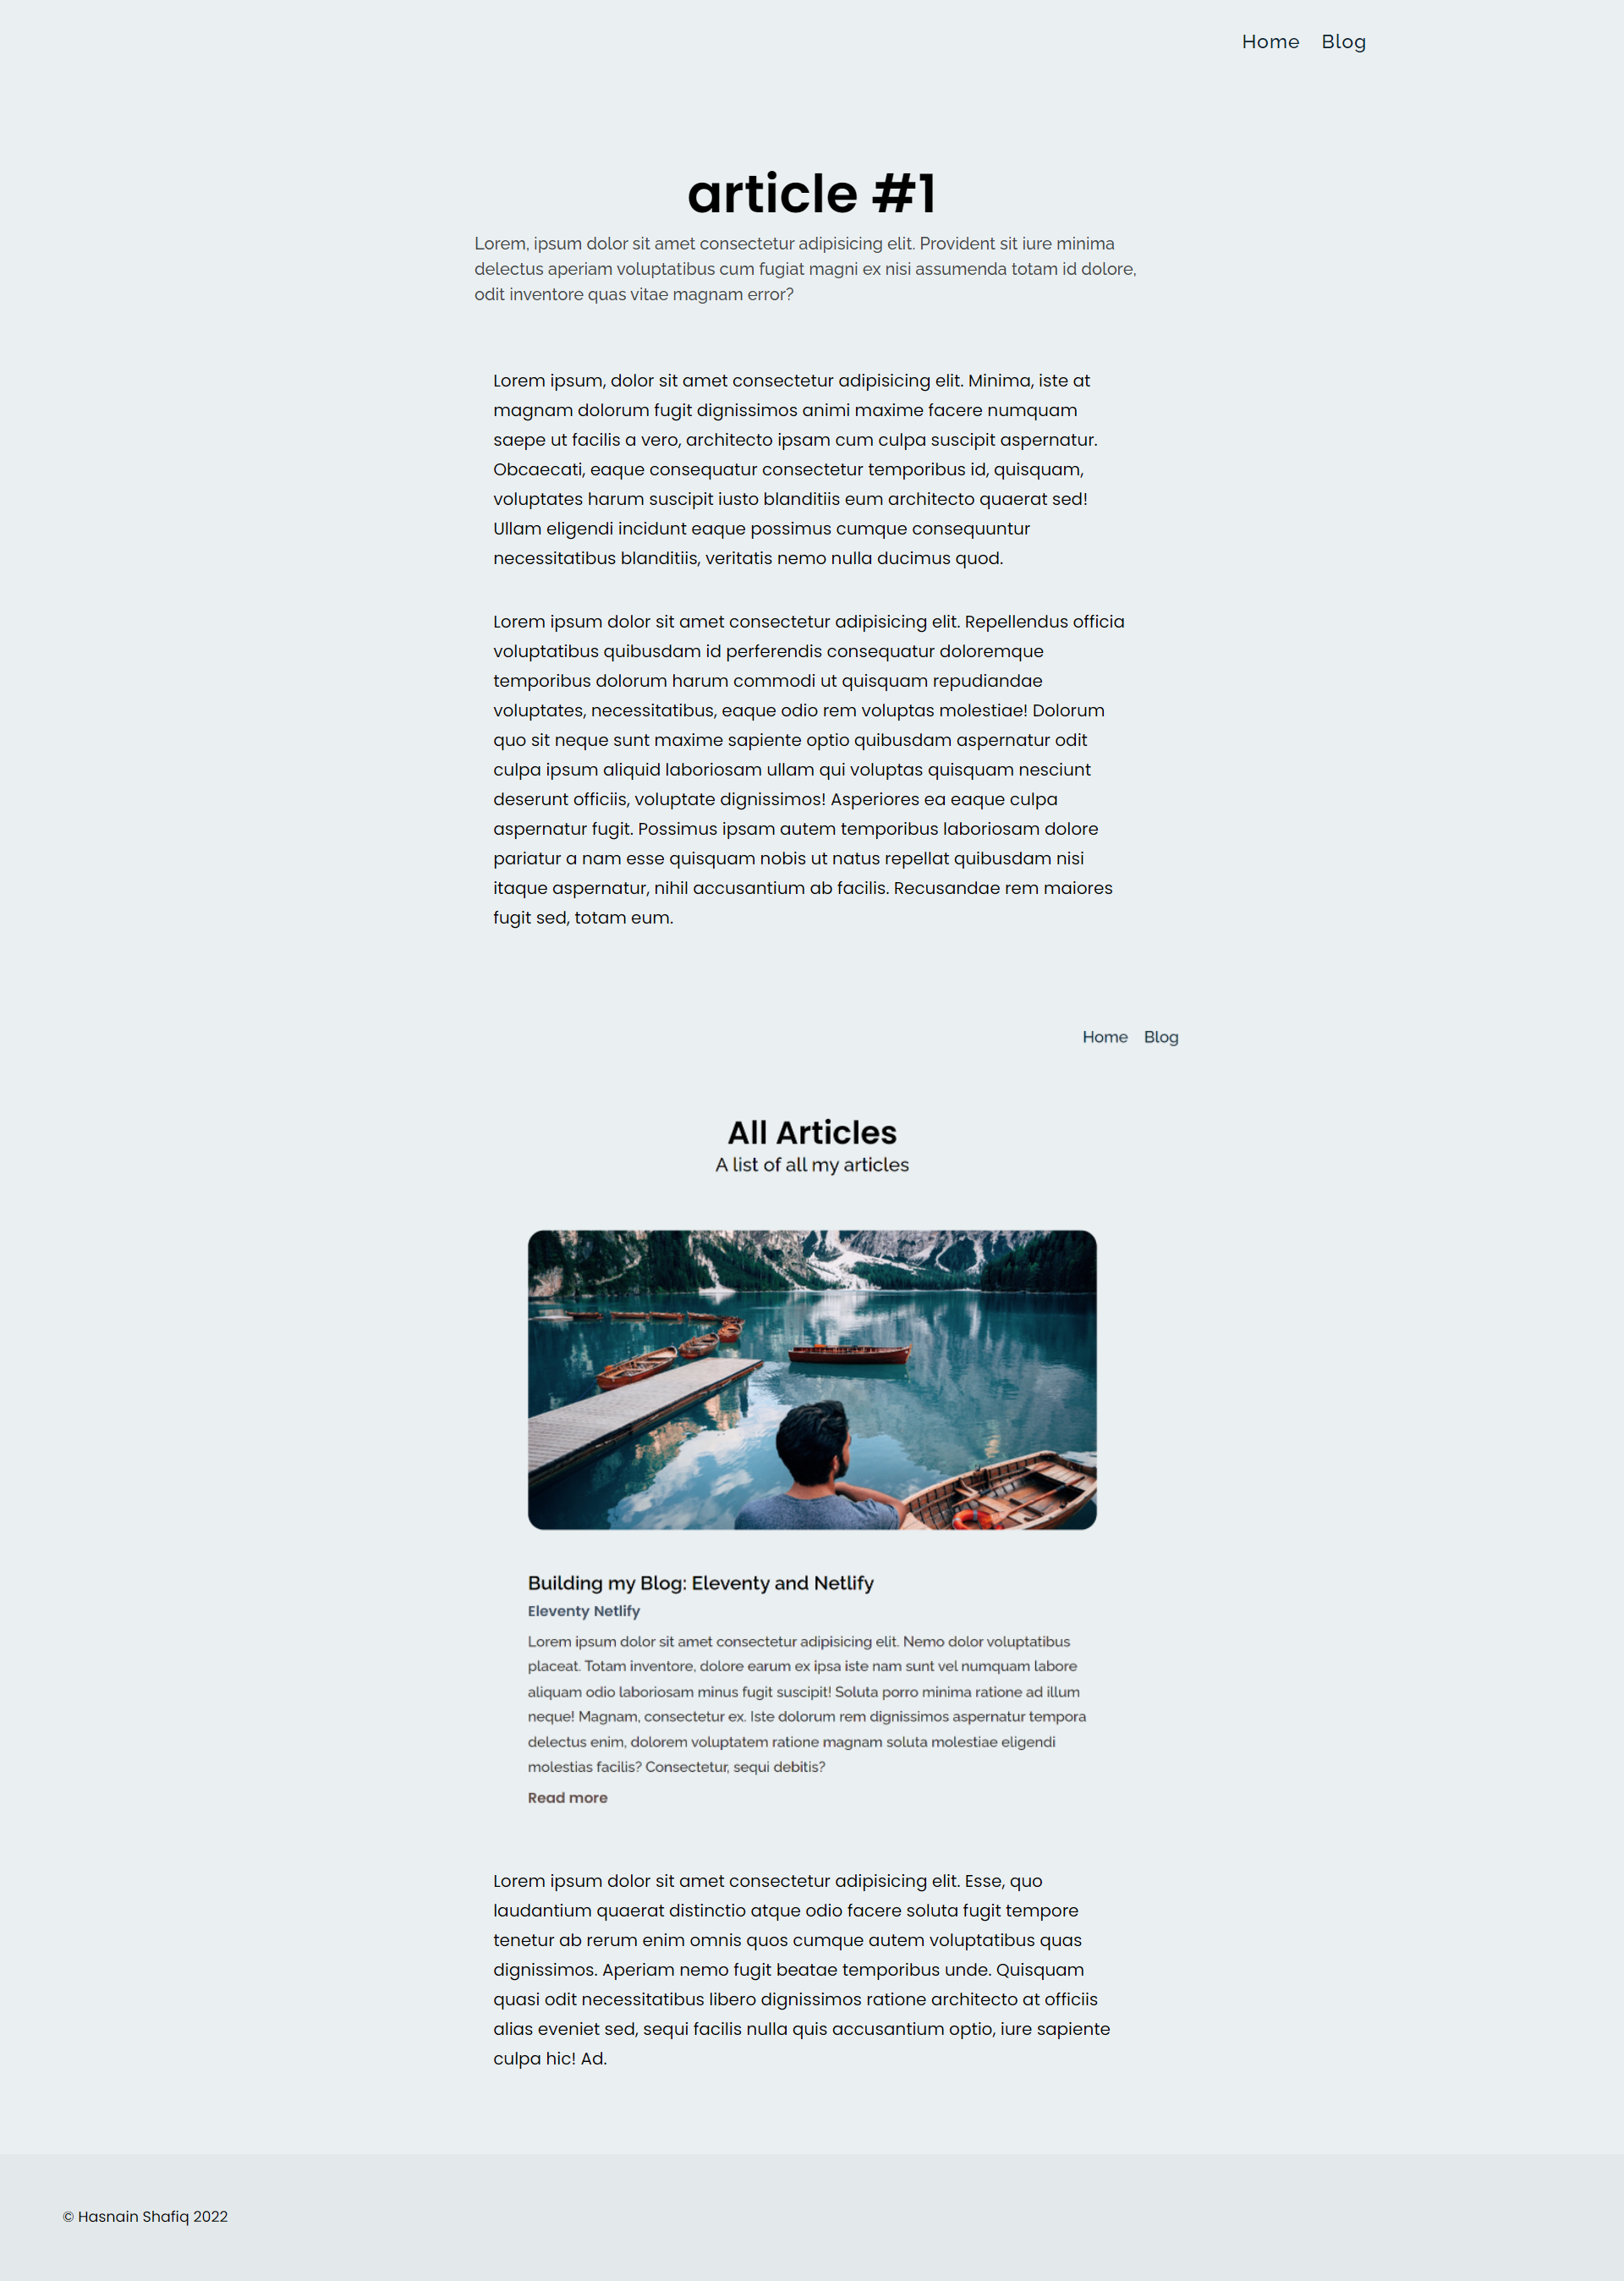 Home Blog
article #1
Lorem, ipsum dolor sit amet consectetur adipisicing elit. Provident sit iure minima
delectus aperiam voluptatibus cum fugiat magni ex nisi assumenda totam id dolore,
odit inventore quas vitae magnam error?
Lorem ipsum, dolor sit amet consectetur adipisicing elit. Minima, iste at
magnam dolorum fugit dignissimos animi maxime facere numquam
saepe ut facilis a vero, architecto ipsam cum culpa suscipit aspernatur.
Obcaecati, eaque consequatur consectetur temporibus id, quisquam,
voluptates harum suscipit iusto blanditiis eum architecto quaerat sed!
Ullam eligendi incidunt eaque possimus cumque consequuntur
necessitatibus blanditiis, veritatis nemo nulla ducimus quod.
Lorem ipsum dolor sit amet consectetur adipisicing elit. Repellendus officia
voluptatibus quibusdam id perferendis consequatur doloremque
temporibus dolorum harum commodi ut quisquam repudiandae
voluptates, necessitatibus, eaque odio rem voluptas molestiae! Dolorum
quo sit neque sunt maxime sapiente optio quibusdam aspernatur odit
culpa ipsum aliquid laboriosam ullam qui voluptas quisquam nesciunt
deserunt officiis, voluptate dignissimos! Asperiores ea eaque culpa
aspernatur fugit. Possimus ipsam autem temporibus laboriosam dolore
pariatur a nam esse quisquam nobis ut natus repellat quibusdam nisi
itaque aspernatur, nihil accusantium ab facilis. Recusandae rem maiores
fugit sed, totam eum.
Home Blog
All Articles
A list of all my articles
Building my Blog: Eleventy and Netlify
Eleventy Netlify
Lorem ipsum dolor sit amet consectetur adipisicing elit. Nemo dolor voluptatibus
placeat. Totam inventore, dolore earum ex ipsa iste nam sunt vel numquam labore
aliquam odio laboriosam minus fugit suscipit! Soluta porro minima ratione ad illum
neque! Magnam, consectetur ex. Iste dolorum rem dignissimos aspernatur tempora
delectus enim, dolorem voluptatem ratione magnam soluta molestiae eligendi
molestias facilis? Consectetur, sequi debitis?
Read more
Lorem ipsum dolor sit amet consectetur adipisicing elit. Esse, quo
laudantium quaerat distinctio atque odio facere soluta fugit tempore
tenetur ab rerum enim omnis quos cumque autem voluptatibus quas
dignissimos. Aperiam nemo fugit beatae temporibus unde. Quisquam
quasi odit necessitatibus libero dignissimos ratione architecto at officiis
alias eveniet sed, sequi facilis nulla quis accusantium optio, iure sapiente
culpa hic! Ad.
© Hasnain Shafiq 2022